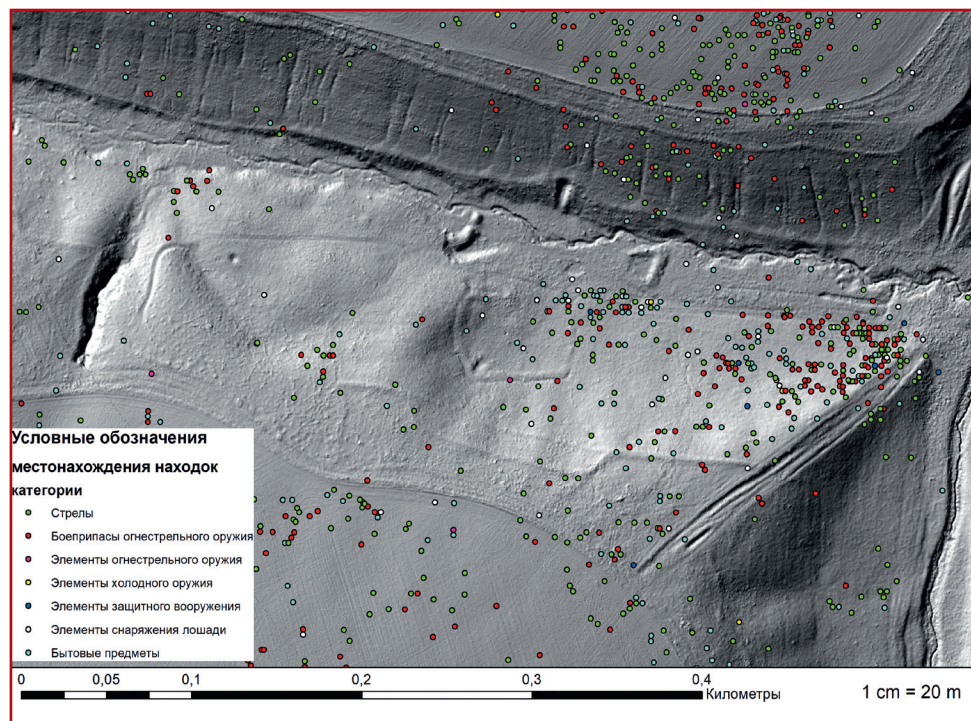 Условные обозначения
местонахождения находок
категории
Стрелы
Боеприпасы огнестрельного оружия
Элементы огнестрельного оружия
Элементы холодного оружия
Элементы защитного вооружения
Элементы снаряжения лошади
Бытовые предметы
0 0,05 0,1 0,2 0,3 0,4
Километры
1 cm = 20 m